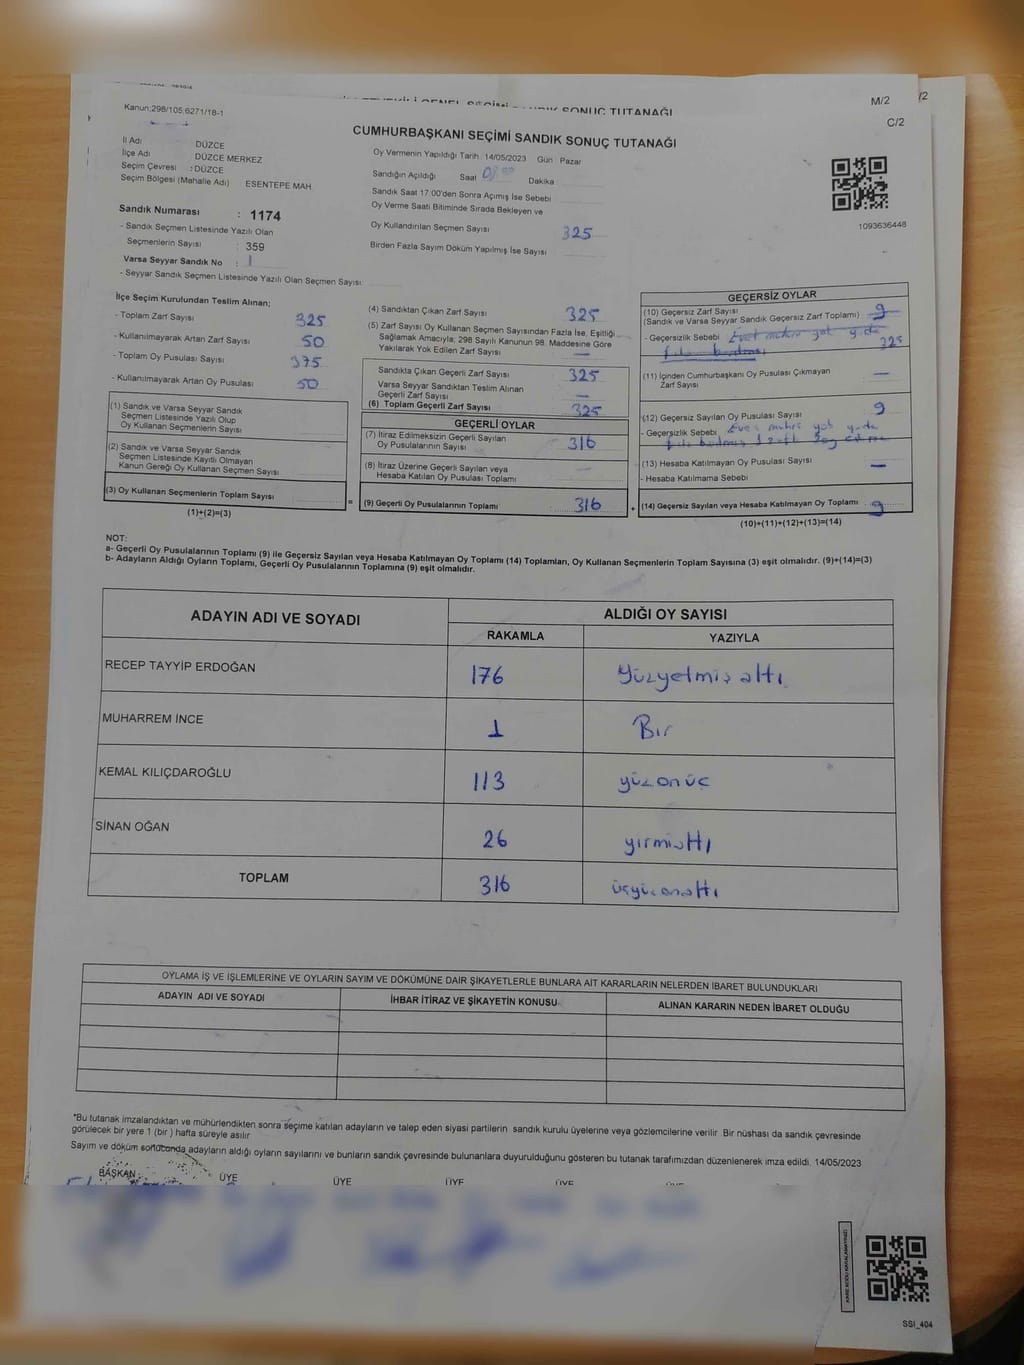 SANDIK SONUÇ TUTANAĞI
M/2
/2
C/2
Kanun:298/105,6271/18-1
CUMHURBAŞKANI SEÇİMİ SANDIK SONUÇ TUTANAĞI
İl Adı DÜZCE
İlçe Adı DÜZCE MERKEZ
Seçim Çevresi : DÜZCE
Seçim Bölgesi (Mahalle Adı) ESENTEPE MAH.
Sandık Numarası : 1174
- Sandık Seçmen Listesinde Yazılı Olan
Seçmenlerin Sayısı : 359
Varsa Seyyar Sandık No : 1
- Seyyar Sandık Seçmen Listesinde Yazılı Olan Seçmen Sayısı
Oy Vermenin Yapıldığı Tarih : 14/05/2023 Gün : Pazar
Sandığın Açıldığı Saat Dakika
Sandık Saat 17:00'den Sonra Açılmış İse Sebebi
Oy Verme Saati Bitiminde Sırada Bekleyen ve
Oy Kullandırılan Seçmen Sayısı 325
Birden Fazla Sayım Döküm Yapılmış İse Sayısı
1093636448
İlçe Seçim Kurulundan Teslim Alınan;
- Toplam Zarf Sayısı 325
- Kullanılmayarak Artan Zarf Sayısı 50
- Toplam Oy Pusulası Sayısı 375
- Kullanılmayarak Artan Oy Pusulası 50
(1) Sandık ve Varsa Seyyar Sandık
Seçmen Listesinde Yazılı Olup
Oy Kullanan Seçmenlerin Sayısı
(2) Sandık ve Varsa Seyyar Sandık
Seçmen Listesinde Kayıtlı Olmayan
Kanun Gereği Oy Kullanan Seçmen Sayısı
(3) Oy Kullanan Seçmenlerin Toplam Sayısı
(1)+(2)=(3)
(4) Sandıktan Çıkan Zarf Sayısı 325
(5) Zarf Sayısı Oy Kullanan Seçmen Sayısından Fazla İse, Eşitliği
Sağlamak Amacıyla, 298 Sayılı Kanunun 98. Maddesine Göre
Yakılarak Yok Edilen Zarf Sayısı —
Sandıkta Çıkan Geçerli Zarf Sayısı 325
Varsa Seyyar Sandıktan Teslim Alınan
Geçerli Zarf Sayısı —
(6) Toplam Geçerli Zarf Sayısı 325
GEÇERLİ OYLAR
(7) İtiraz Edilmeksizin Geçerli Sayılan
Oy Pusulalarının Sayısı 316
(8) İtiraz Üzerine Geçerli Sayılan veya
Hesaba Katılan Oy Pusulası Toplamı —
= (9) Geçerli Oy Pusulalarının Toplamı 316 +
GEÇERSİZ OYLAR
(10) Geçersiz Zarf Sayısı 9
(Sandık ve Varsa Seyyar Sandık Geçersiz Zarf Toplamı)
- Geçersizlik Sebebi Evet mührü yok yada
325
(11) İçinden Cumhurbaşkanı Oy Pusulası Çıkmayan
Zarf Sayısı —
(12) Geçersiz Sayılan Oy Pusulası Sayısı 9
- Geçersizlik Sebebi Evet mührü yok yada
(13) Hesaba Katılmayan Oy Pusulası Sayısı —
- Hesaba Katılmama Sebebi
(14) Geçersiz Sayılan veya Hesaba Katılmayan Oy Toplamı 9
(10)+(11)+(12)+(13)=(14)
NOT:
a- Geçerli Oy Pusulalarının Toplamı (9) ile Geçersiz Sayılan veya Hesaba Katılmayan Oy Toplamı (14) Toplamları, Oy Kullanan Seçmenlerin Toplam Sayısına (3) eşit olmalıdır. (9)+(14)=(3)
b- Adayların Aldığı Oyların Toplamı, Geçerli Oy Pusulalarının Toplamına (9) eşit olmalıdır.
ADAYIN ADI VE SOYADI ALDIĞI OY SAYISI
RAKAMLA YAZIYLA
RECEP TAYYİP ERDOĞAN 176 Yüzyetmişaltı
MUHARREM İNCE 1 Bir
KEMAL KILIÇDAROĞLU 113 yüzonüç
SİNAN OĞAN 26 yirmialtı
TOPLAM 316 üçyüzonaltı
OYLAMA İŞ VE İŞLEMLERİNE VE OYLARIN SAYIM VE DÖKÜMÜNE DAİR ŞİKAYETLERLE BUNLARA AİT KARARLARIN NELERDEN İBARET BULUNDUKLARI
ADAYIN ADI VE SOYADI İHBAR İTİRAZ VE ŞİKAYETİN KONUSU ALINAN KARARIN NEDEN İBARET OLDUĞU
*Bu tutanak imzalandıktan ve mühürlendikten sonra seçime katılan adayların ve talep eden siyasi partilerin sandık kurulu üyelerine veya gözlemcilerine verilir. Bir nüshası da sandık çevresinde
görülecek bir yere 1 (bir) hafta süreyle asılır
Sayım ve döküm sonucunda adayların aldığı oyların sayılarını ve bunların sandık çevresinde bulunanlara duyurulduğunu gösteren bu tutanak tarafımızdan düzenlenerek imza edildi. 14/05/2023
BAŞKAN ÜYE ÜYE ÜYE ÜYE
KARE KODU KARALAMAYINIZ!
SSI_404